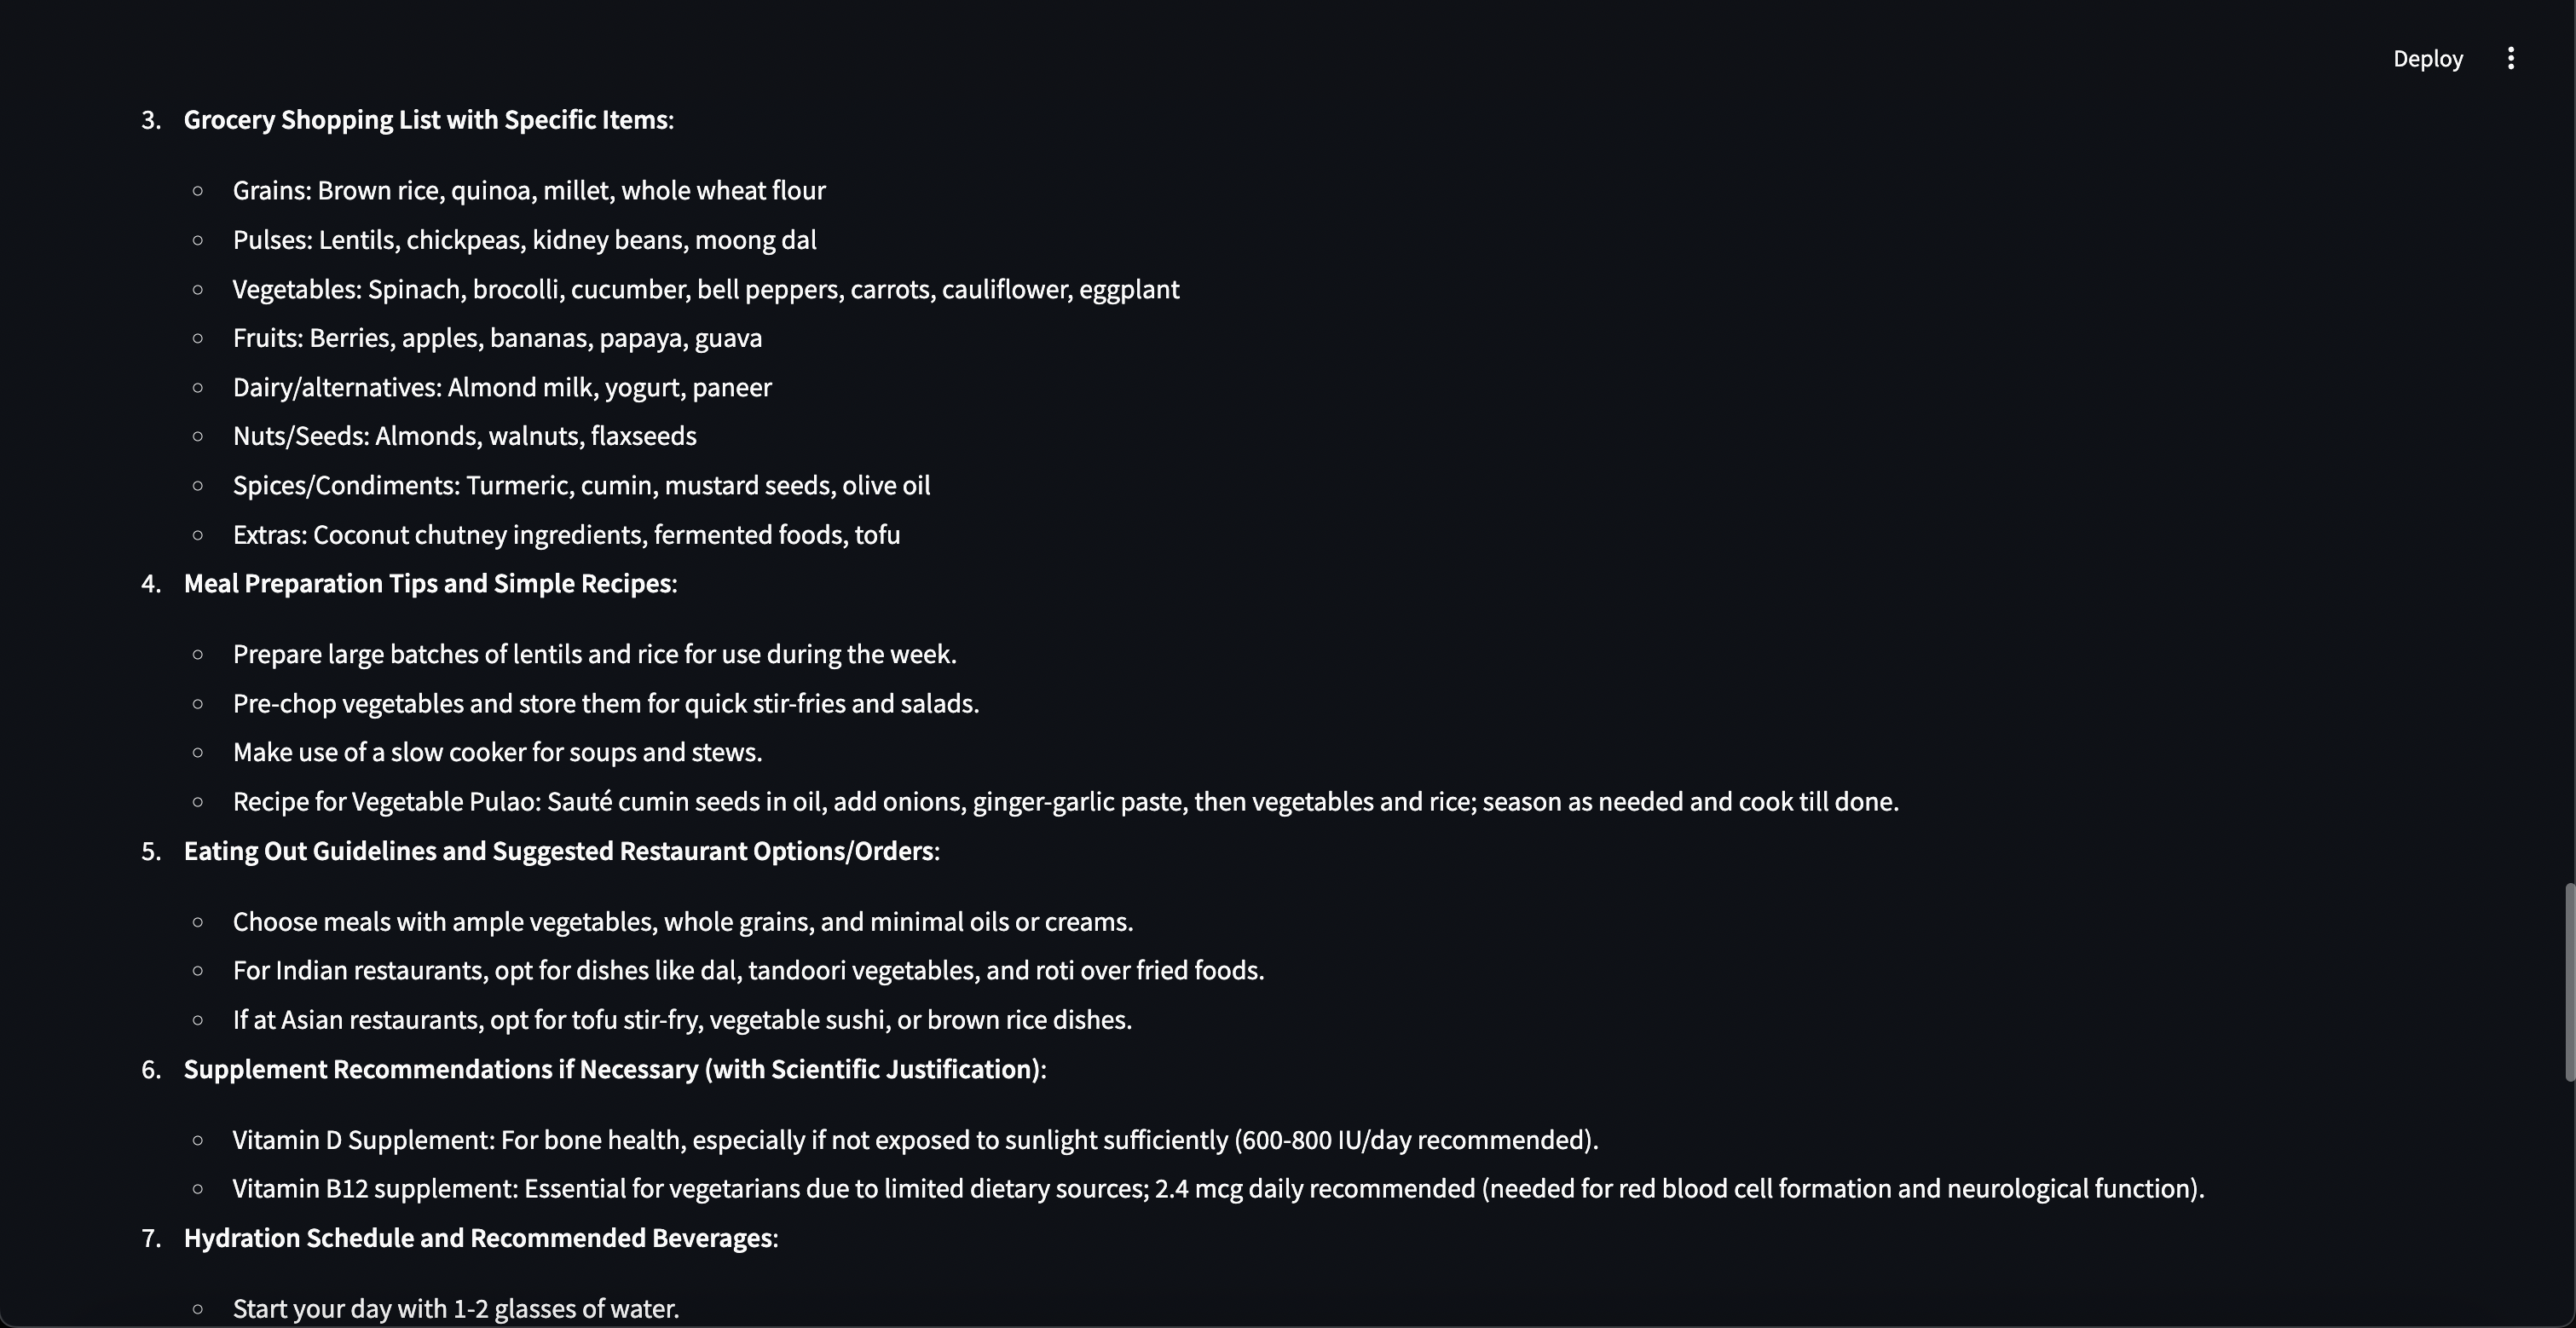 Deploy
3. Grocery Shopping List with Specific Items:
Grains: Brown rice, quinoa, millet, whole wheat flour
Pulses: Lentils, chickpeas, kidney beans, moong dal
Vegetables: Spinach, brocolli, cucumber, bell peppers, carrots, cauliflower, eggplant
Fruits: Berries, apples, bananas, papaya, guava
Dairy/alternatives: Almond milk, yogurt, paneer
Nuts/Seeds: Almonds, walnuts, flaxseeds
Spices/Condiments: Turmeric, cumin, mustard seeds, olive oil
Extras: Coconut chutney ingredients, fermented foods, tofu
4. Meal Preparation Tips and Simple Recipes:
Prepare large batches of lentils and rice for use during the week.
Pre-chop vegetables and store them for quick stir-fries and salads.
Make use of a slow cooker for soups and stews.
Recipe for Vegetable Pulao: Sauté cumin seeds in oil, add onions, ginger-garlic paste, then vegetables and rice; season as needed and cook till done.
5. Eating Out Guidelines and Suggested Restaurant Options/Orders:
Choose meals with ample vegetables, whole grains, and minimal oils or creams.
For Indian restaurants, opt for dishes like dal, tandoori vegetables, and roti over fried foods.
If at Asian restaurants, opt for tofu stir-fry, vegetable sushi, or brown rice dishes.
6. Supplement Recommendations if Necessary (with Scientific Justification):
Vitamin D Supplement: For bone health, especially if not exposed to sunlight sufficiently (600-800 IU/day recommended).
Vitamin B12 supplement: Essential for vegetarians due to limited dietary sources; 2.4 mcg daily recommended (needed for red blood cell formation and neurological function).
7. Hydration Schedule and Recommended Beverages:
Start your day with 1-2 glasses of water.